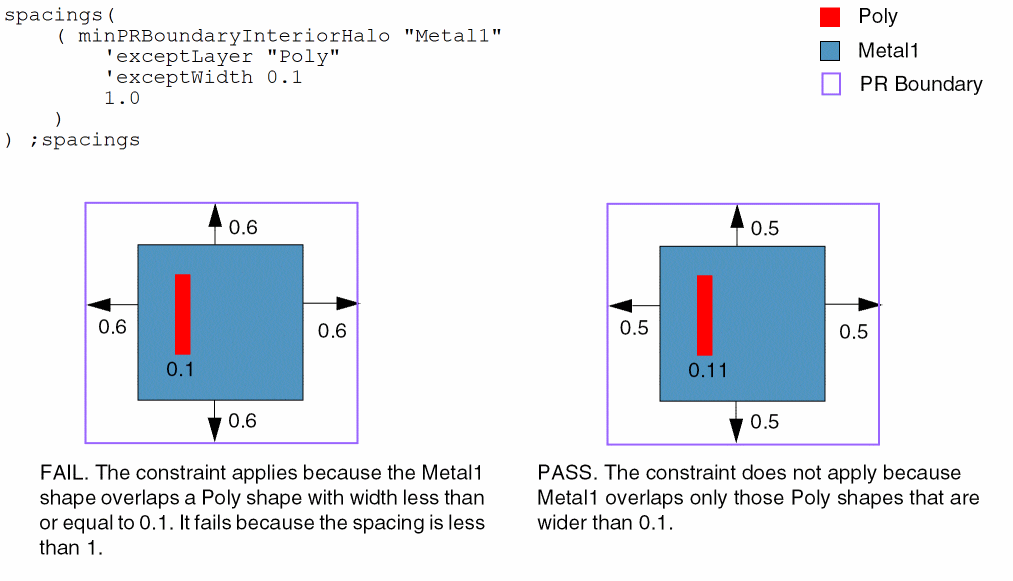 spacings(
( minPRBoundaryInteriorHalo "Metal1"
'exceptLayer "Poly"
'exceptWidth 0.1
1.0
)
) ;spacings
Poly
Metal1
PR Boundary
0.6
0.6
0.6
0.1
0.6
FAIL. The constraint applies because the Metal1
shape overlaps a Poly shape with width less than
or equal to 0.1. It fails because the spacing is less
than 1.
0.5
0.5
0.5
0.11
0.5
PASS. The constraint does not apply because
Metal1 overlaps only those Poly shapes that are
wider than 0.1.